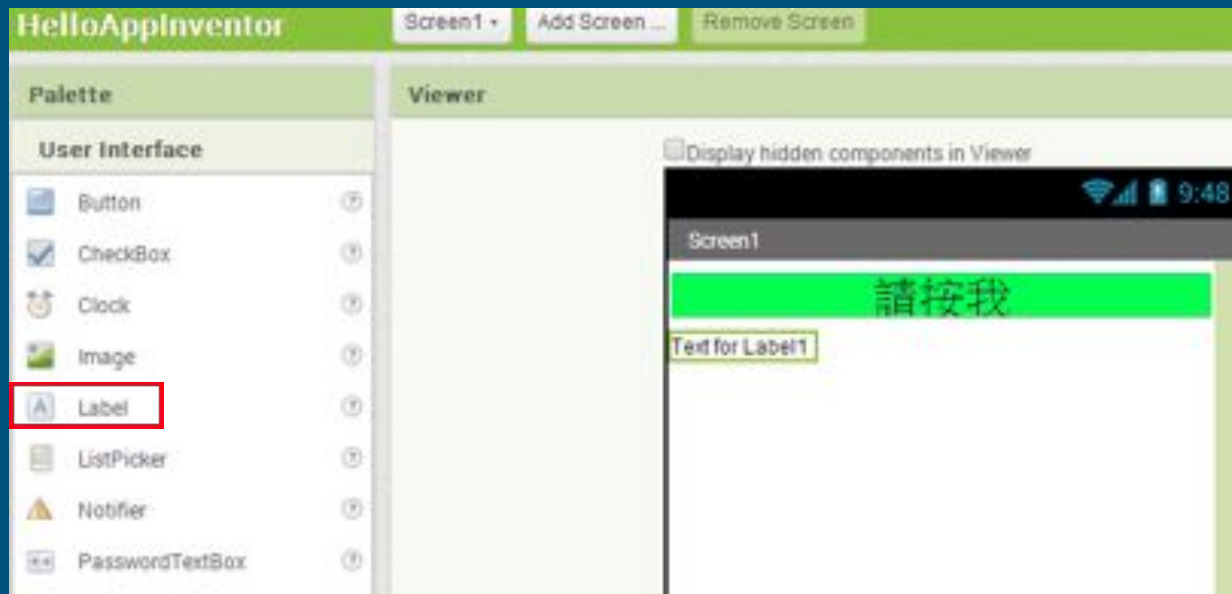 HelloAppInventor
Screen1
Add Screen ...
Remove Screen
Palette
Viewer
User Interface
Display hidden components in Viewer
Button
CheckBox
Clock
Image
Label
ListPicker
Notifier
PasswordTextBox
9:48
Screen1
請按我
Text for Label1